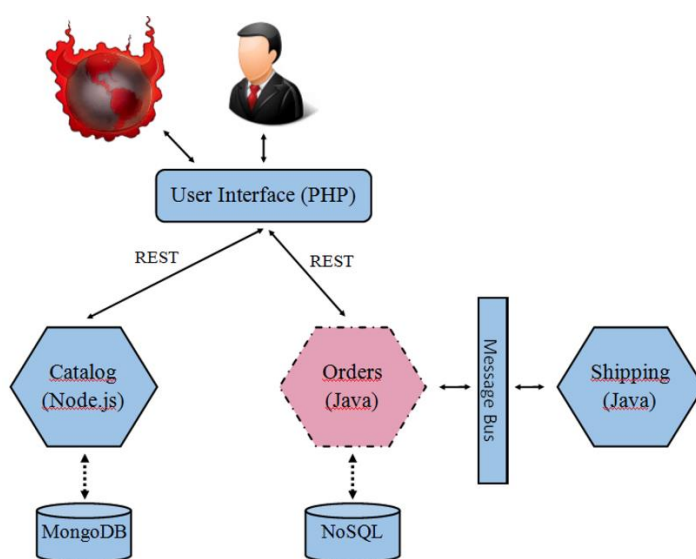 User Interface (PHP)
REST
REST
Catalog
(Node.js)
Orders
(Java)
Message Bus
Shipping
(Java)
MongoDB
NoSQL